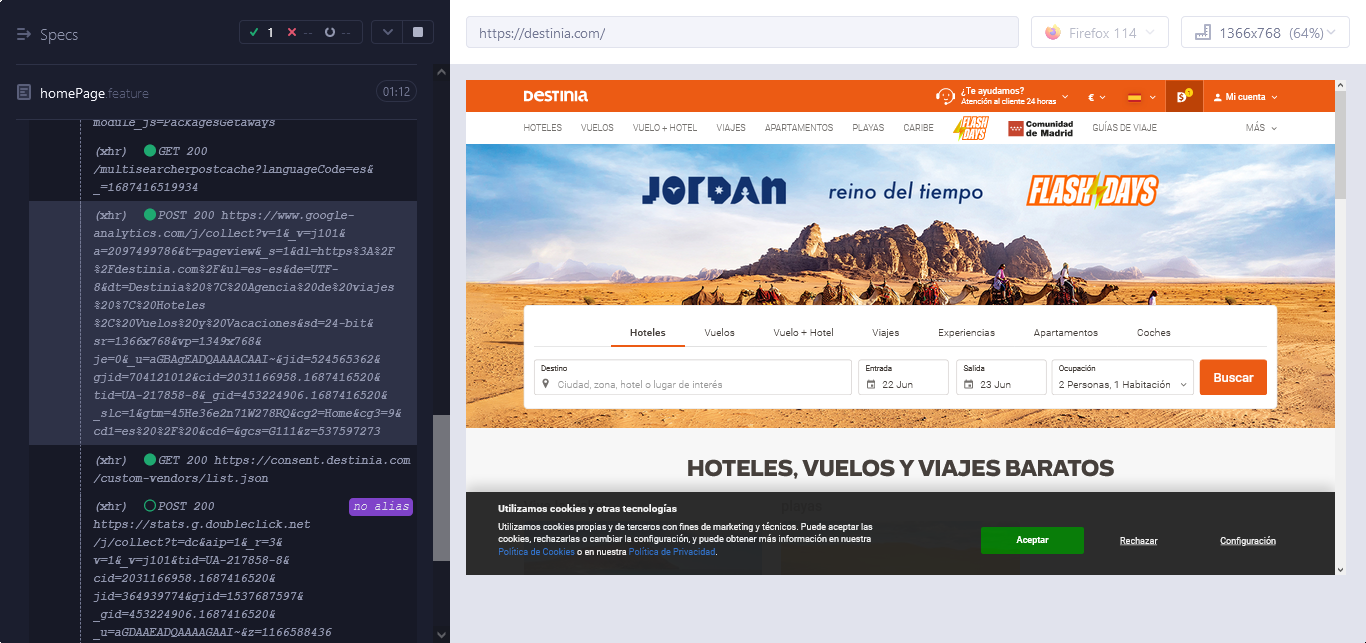 Specs
1
--
--
homePage.feature
01:12
module_js=PackagesGetaways
(xhr) GET 200
/multisearcherpostcache?languageCode=es&
_=1687416519934
(xhr) POST 200 https://www.google-
analytics.com/j/collect?v=1&_v=j101&
a=2097499786&t=pageview&_s=1&dl=https%3A%2F
%2Fdestinia.com%2F&ul=es-es&de=UTF-
8&dt=Destinia%20%7C%20Agencia%20de%20viajes
%20%7C%20Hoteles
%2C%20Vuelos%20y%20Vacaciones&sd=24-bit&
sr=1366x768&vp=1349x768&
je=0&_u=aGBAgEADQAAAACAAI~&jid=524565362&
gjid=704121012&cid=2031166958.1687416520&
tid=UA-217858-8&_gid=453224906.1687416520&
_slc=1&gtm=45He36e2n71W278RQ&cg2=Home&cg3=9&
cd1=es%20%2F%20&cd6=&gcs=G111&z=537597273
(xhr) GET 200 https://consent.destinia.com
/custom-vendors/list.json
(xhr) POST 200 no alias
https://stats.g.doubleclick.net
/j/collect?t=dc&aip=1&_r=3&
v=1&_v=j101&tid=UA-217858-8&
cid=2031166958.1687416520&
jid=364939774&gjid=1537687597&
_gid=453224906.1687416520&
_u=aGDAAEADQAAAAGAAI~&z=1166588436
https://destinia.com/
Firefox 114
1366x768 (64%)
DESTINIA
¿Te ayudamos?
Atención al cliente 24 horas
€
$
Mi cuenta
HOTELES VUELOS VUELO + HOTEL VIAJES APARTAMENTOS PLAYAS CARIBE FLASH DAYS Comunidad de Madrid GUÍAS DE VIAJE MÁS
JORDAN reino del tiempo FLASH DAYS
Hoteles Vuelos Vuelo + Hotel Viajes Experiencias Apartamentos Coches
Destino
Ciudad, zona, hotel o lugar de interés
Entrada
22 Jun
Salida
23 Jun
Ocupación
2 Personas, 1 Habitación
Buscar
HOTELES, VUELOS Y VIAJES BARATOS
Utilizamos cookies y otras tecnologías
Utilizamos cookies propias y de terceros con fines de marketing y técnicos. Puede aceptar las
cookies, rechazarlas o cambiar la configuración, y puede obtener más información en nuestra
Política de Cookies o en nuestra Política de Privacidad.
Aceptar
Rechazar
Configuración